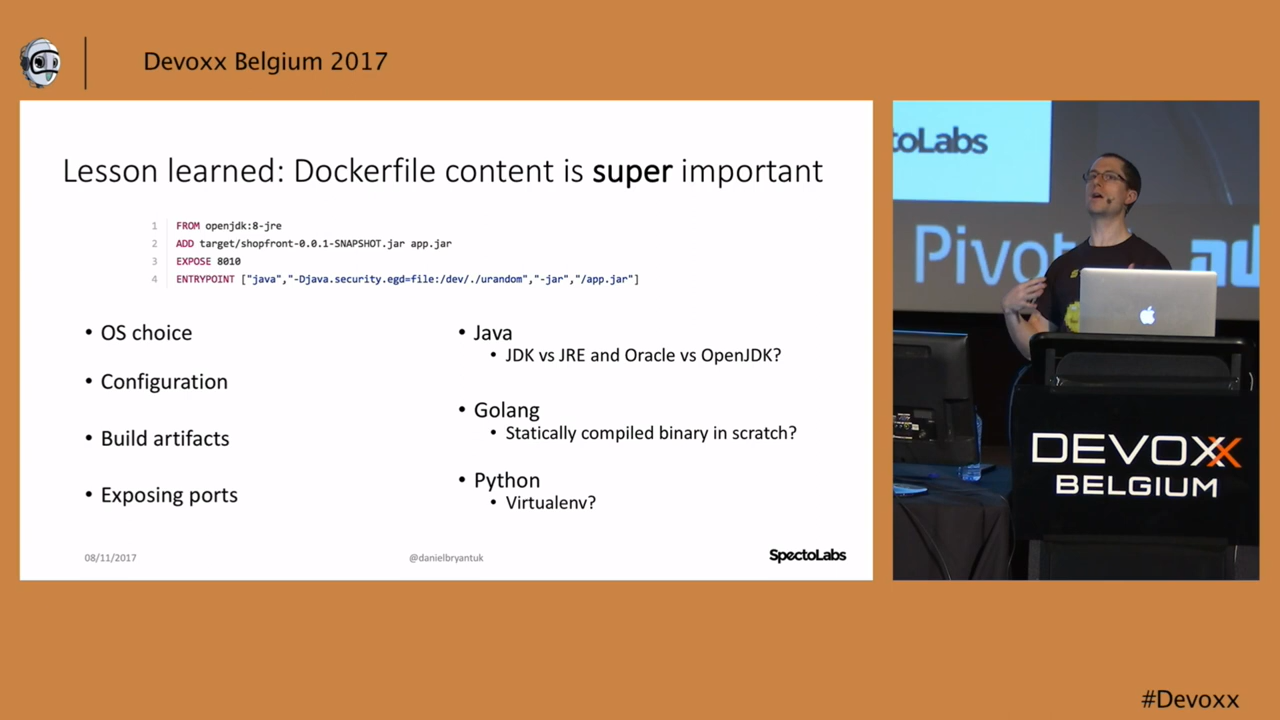 Devoxx Belgium 2017
Lesson learned: Dockerfile content is super important
1 FROM openjdk:8-jre
2 ADD target/shopfront-0.0.1-SNAPSHOT.jar app.jar
3 EXPOSE 8010
4 ENTRYPOINT ["java","-Djava.security.egd=file:/dev/./urandom","-jar","/app.jar"]
• OS choice
• Configuration
• Build artifacts
• Exposing ports
• Java
• JDK vs JRE and Oracle vs OpenJDK?
• Golang
• Statically compiled binary in scratch?
• Python
• Virtualenv?
08/11/2017
@danielbryantuk
SpectoLabs
toLabs
Pivot
DEVOXX
BELGIUM
#Devoxx